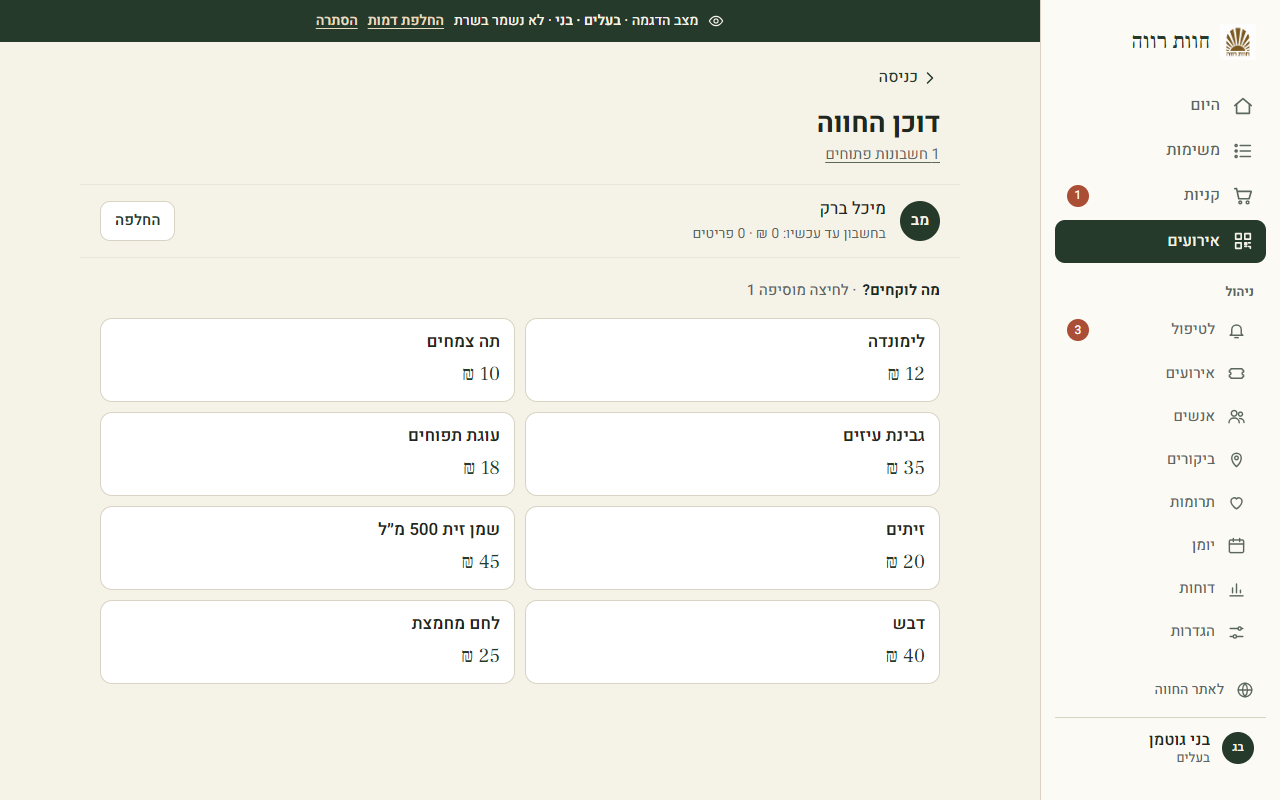 מצב הדגמה · בעלים · בני · לא נשמר בשרת החלפת דמות הסתרה
חוות רווה
היום
משימות
קניות 1
אירועים
ניהול
לטיפול 3
אירועים
אנשים
ביקורים
תרומות
יומן
דוחות
הגדרות
לאתר החווה
בג בני גוטמן
בעלים
כניסה
דוכן החווה
1 חשבונות פתוחים
מב מיכל ברק
בחשבון עד עכשיו: 0 ₪ · 0 פריטים
החלפה
מה לוקחים? · לחיצה מוסיפה 1
לימונדה
12 ₪
תה צמחים
10 ₪
גבינת עיזים
35 ₪
עוגת תפוחים
18 ₪
זיתים
20 ₪
שמן זית 500 מ״ל
45 ₪
דבש
40 ₪
לחם מחמצת
25 ₪